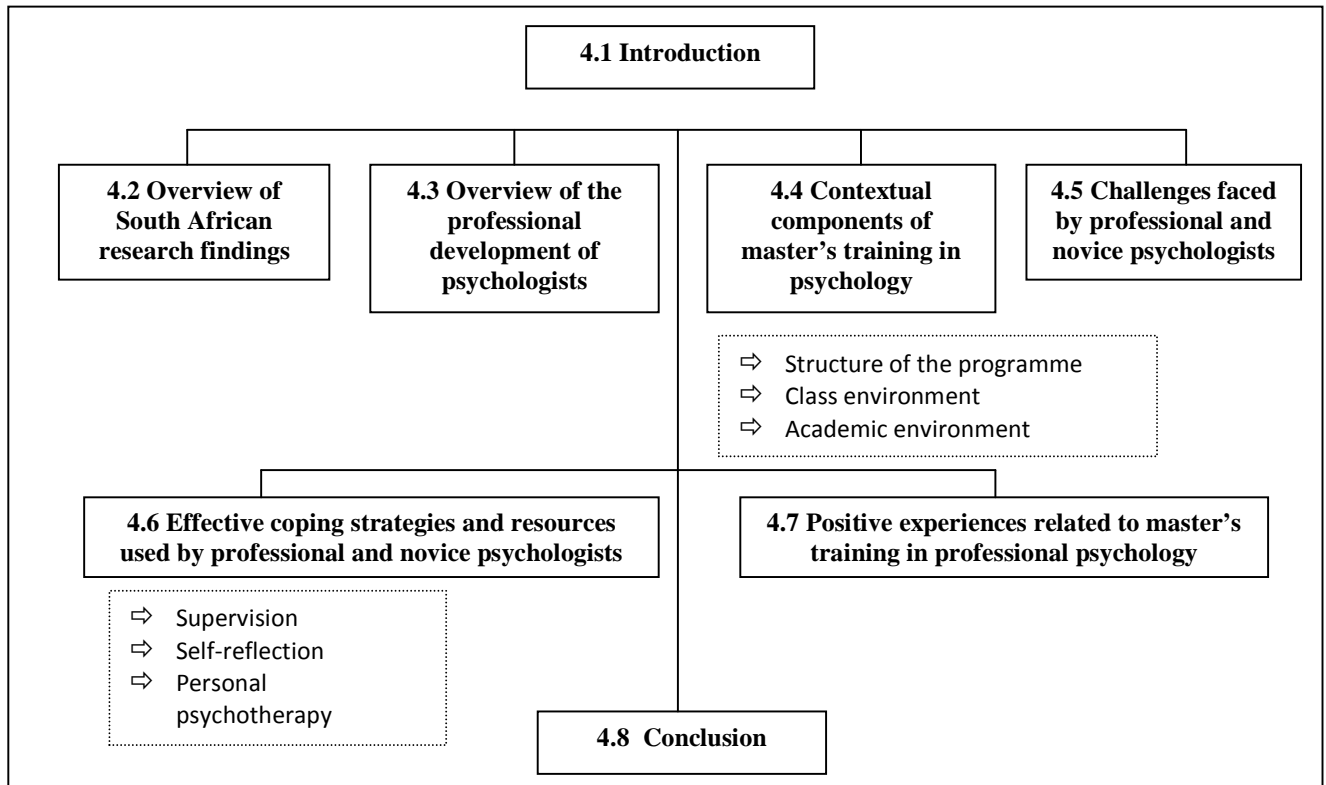 4.1 Introduction
4.2 Overview of
South African
research findings
4.3 Overview of the
professional
development of
psychologists
4.4 Contextual
components of
master's training in
psychology
4.5 Challenges faced
by professional and
novice psychologists
⇨ Structure of the programme
⇨ Class environment
⇨ Academic environment
4.6 Effective coping strategies and resources
used by professional and novice psychologists
4.7 Positive experiences related to master's
training in professional psychology
⇨ Supervision
⇨ Self-reflection
⇨ Personal
psychotherapy
4.8 Conclusion